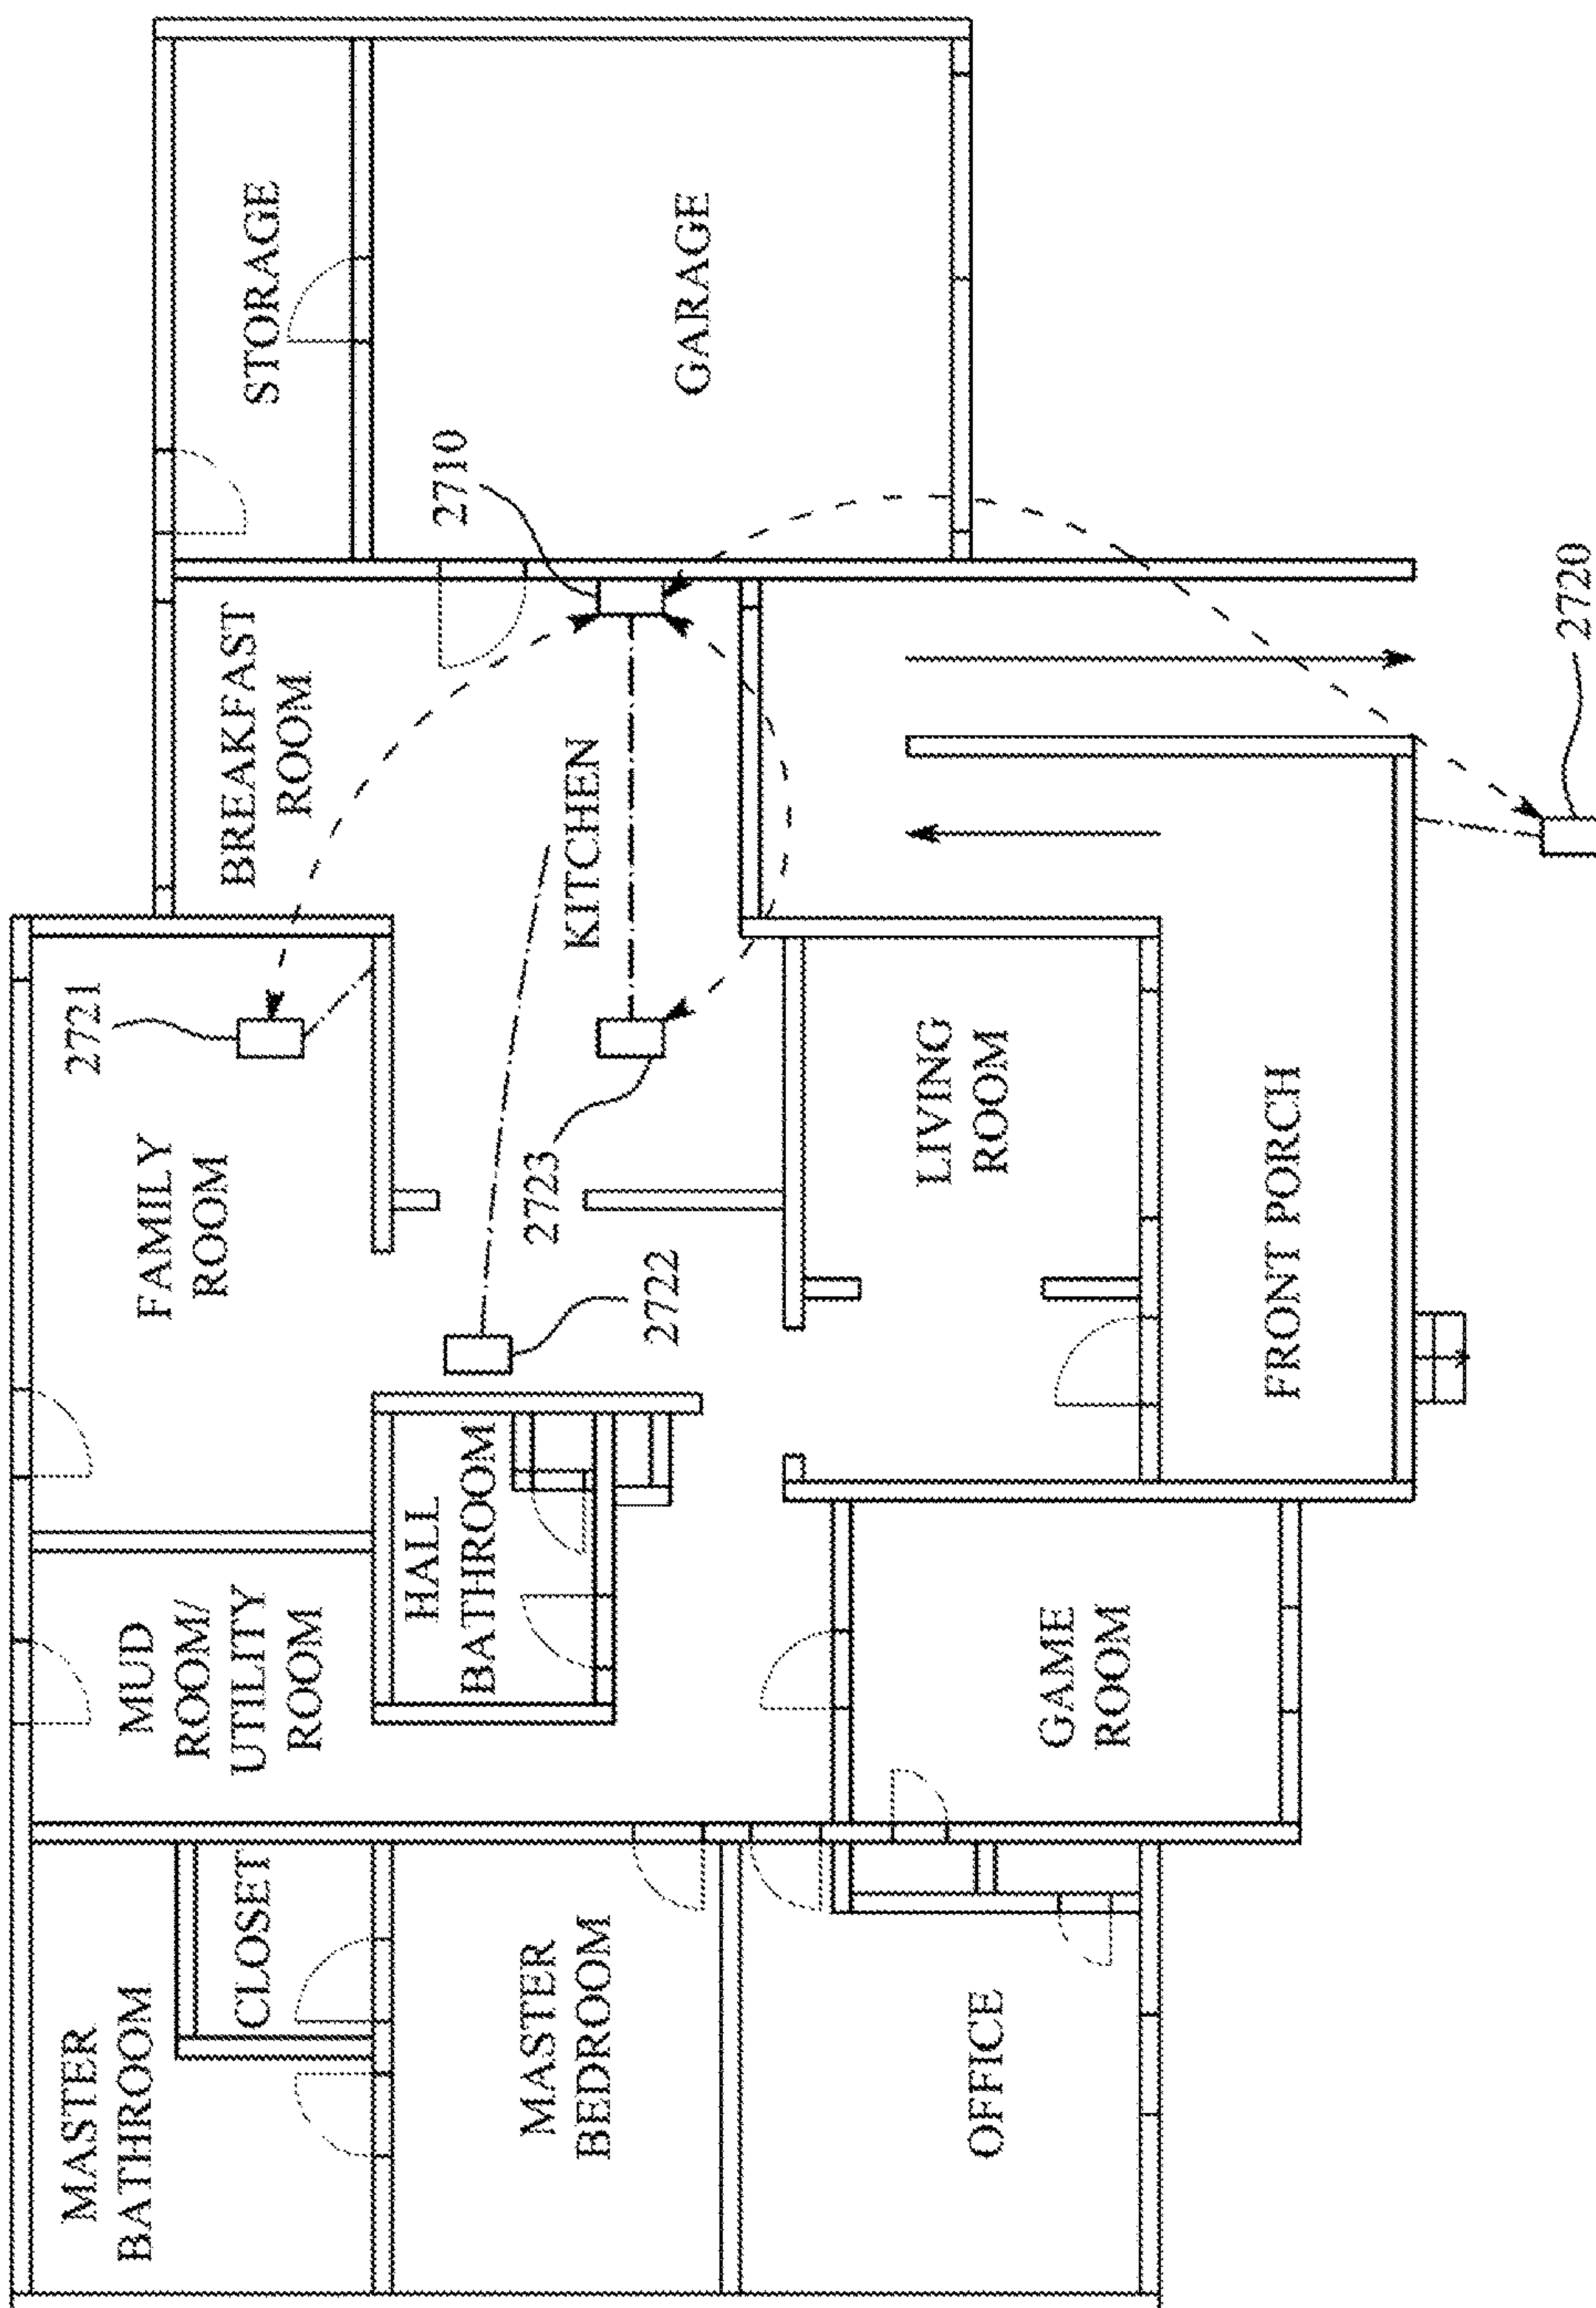 MASTER
BATHROOM
CLOSET
MASTER
BEDROOM
OFFICE
MUD
ROOM/
UTILITY
ROOM
HALL
BATHROOM
GAME
ROOM
FAMILY
ROOM
2721
2722
2723
LIVING
ROOM
FRONT PORCH
KITCHEN
BREAKFAST
ROOM
2710
STORAGE
GARAGE
2720